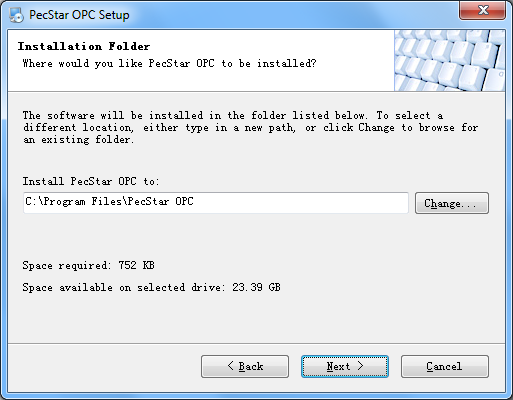 PecStar OPC Setup
Installation Folder
Where would you like PecStar OPC to be installed?
The software will be installed in the folder listed below. To select a
different location, either type in a new path, or click Change to browse for
an existing folder.
Install PecStar OPC to:
C:\Program Files\PecStar OPC
Change...
Space required: 752 KB
Space available on selected drive: 23.39 GB
< Back
Next >
Cancel